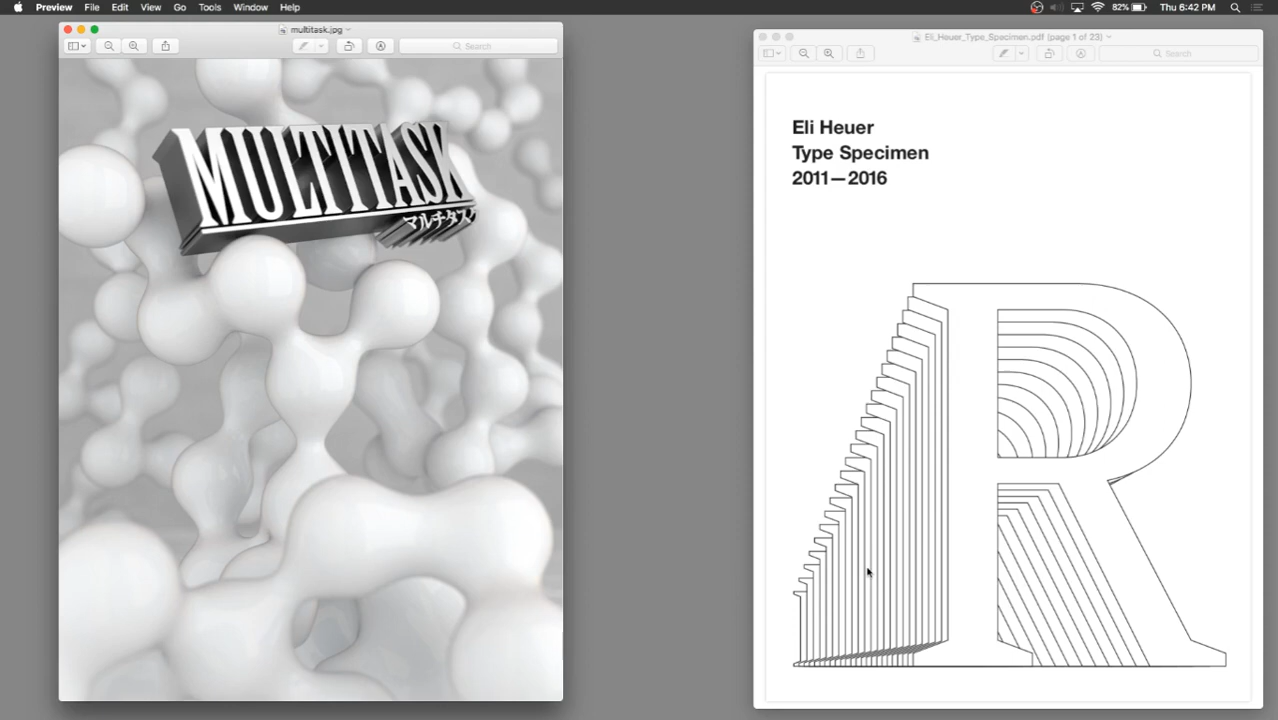 Preview File Edit View Go Tools Window Help
82% Thu 6:42 PM
multitask.jpg
Search
MULTITASK
マルチタスク
Eli_Heuer_Type_Specimen.pdf (page 1 of 23)
Search
Eli Heuer
Type Specimen
2011—2016
R